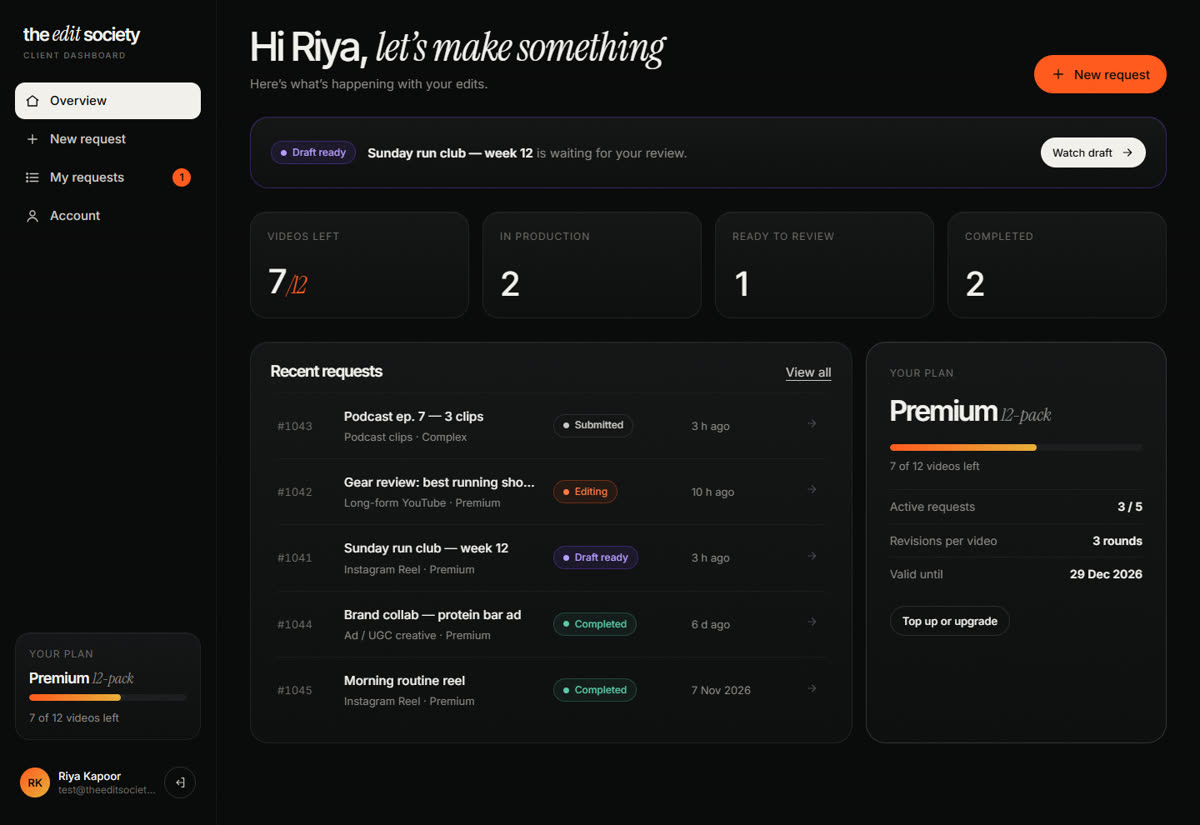 the edit society
CLIENT DASHBOARD
Overview
New request
My requests 1
Account
YOUR PLAN
Premium 12-pack
7 of 12 videos left
RK
Riya Kapoor
test@theeditsociet...
Hi Riya, let’s make something
Here’s what’s happening with your edits.
+ New request
Draft ready Sunday run club — week 12 is waiting for your review.
Watch draft →
VIDEOS LEFT
7/12
IN PRODUCTION
2
READY TO REVIEW
1
COMPLETED
2
Recent requests
View all
#1043
Podcast ep. 7 — 3 clips
Podcast clips · Complex
Submitted
3 h ago
#1042
Gear review: best running sho...
Long-form YouTube · Premium
Editing
10 h ago
#1041
Sunday run club — week 12
Instagram Reel · Premium
Draft ready
3 h ago
#1044
Brand collab — protein bar ad
Ad / UGC creative · Premium
Completed
6 d ago
#1045
Morning routine reel
Instagram Reel · Premium
Completed
7 Nov 2026
YOUR PLAN
Premium 12-pack
7 of 12 videos left
Active requests 3 / 5
Revisions per video 3 rounds
Valid until 29 Dec 2026
Top up or upgrade